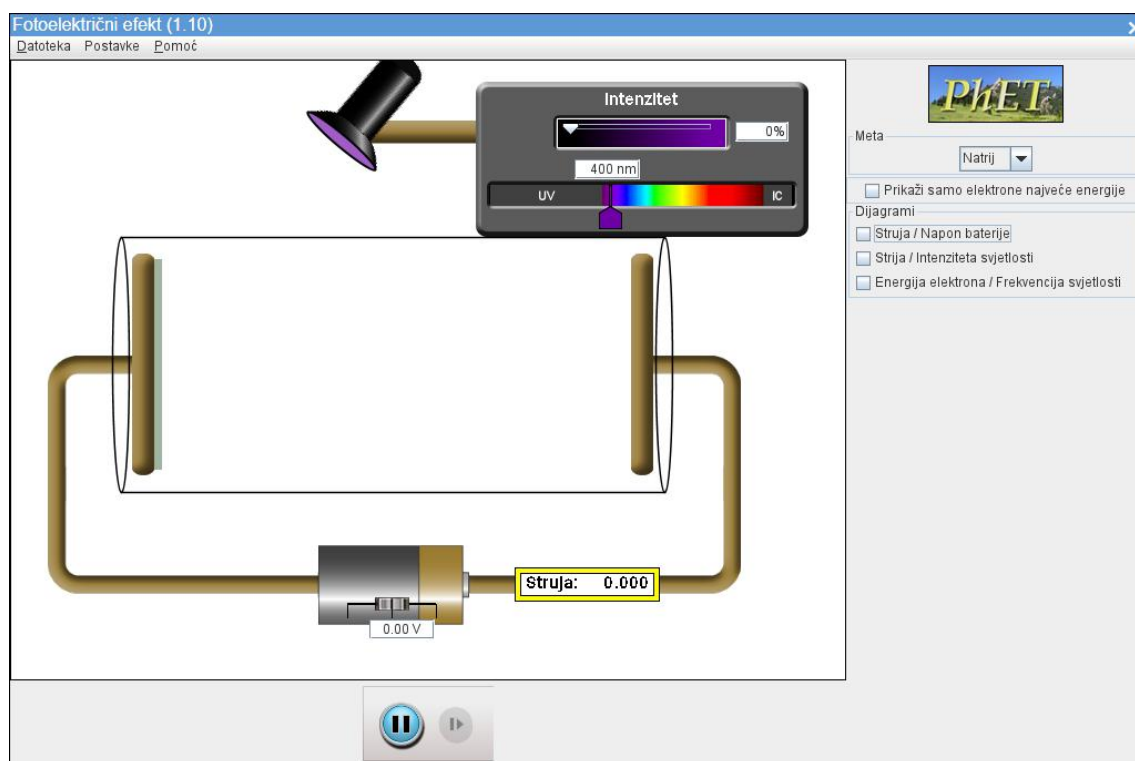 Fotoelektrični efekt (1.10)
Datoteka Postavke Pomoć
PhET
Intenzitet
0%
400 nm
UV
IC
Meta
Natrij
Prikaži samo elektrone najveće energije
Dijagrami
Struja / Napon baterije
Strija / Intenziteta svjetlosti
Energija elektrona / Frekvencija svjetlosti
Struja: 0.000
0.00 V